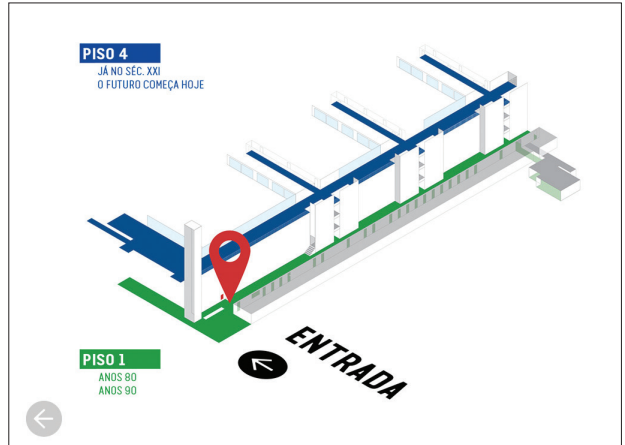 PISO 4
JÁ NO SÉC. XXI
O FUTURO COMEÇA HOJE
ENTRADA
PISO 1
ANOS 80
ANOS 90